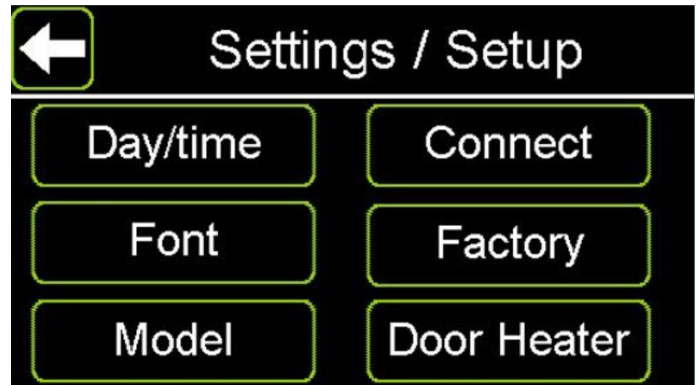 Settings / Setup
Day/time
Connect
Font
Factory
Model
Door Heater